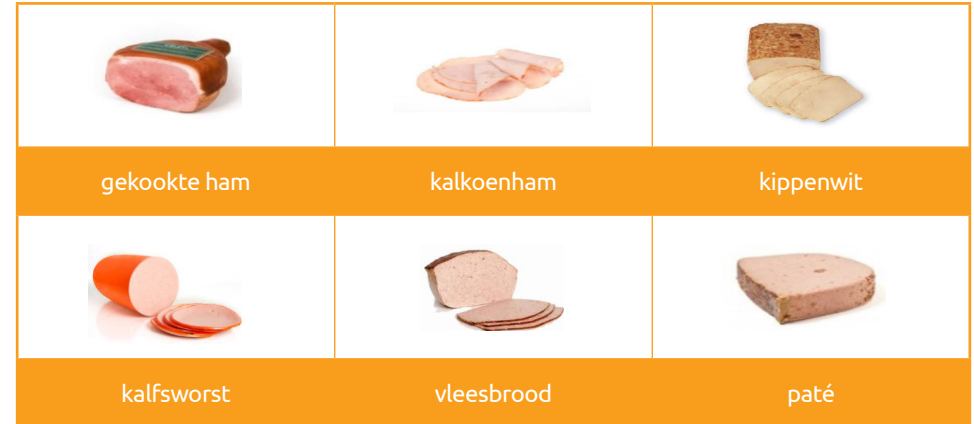 gekookte ham
kalkoenham
kippenwit
kalfsworst
vleesbrood
paté